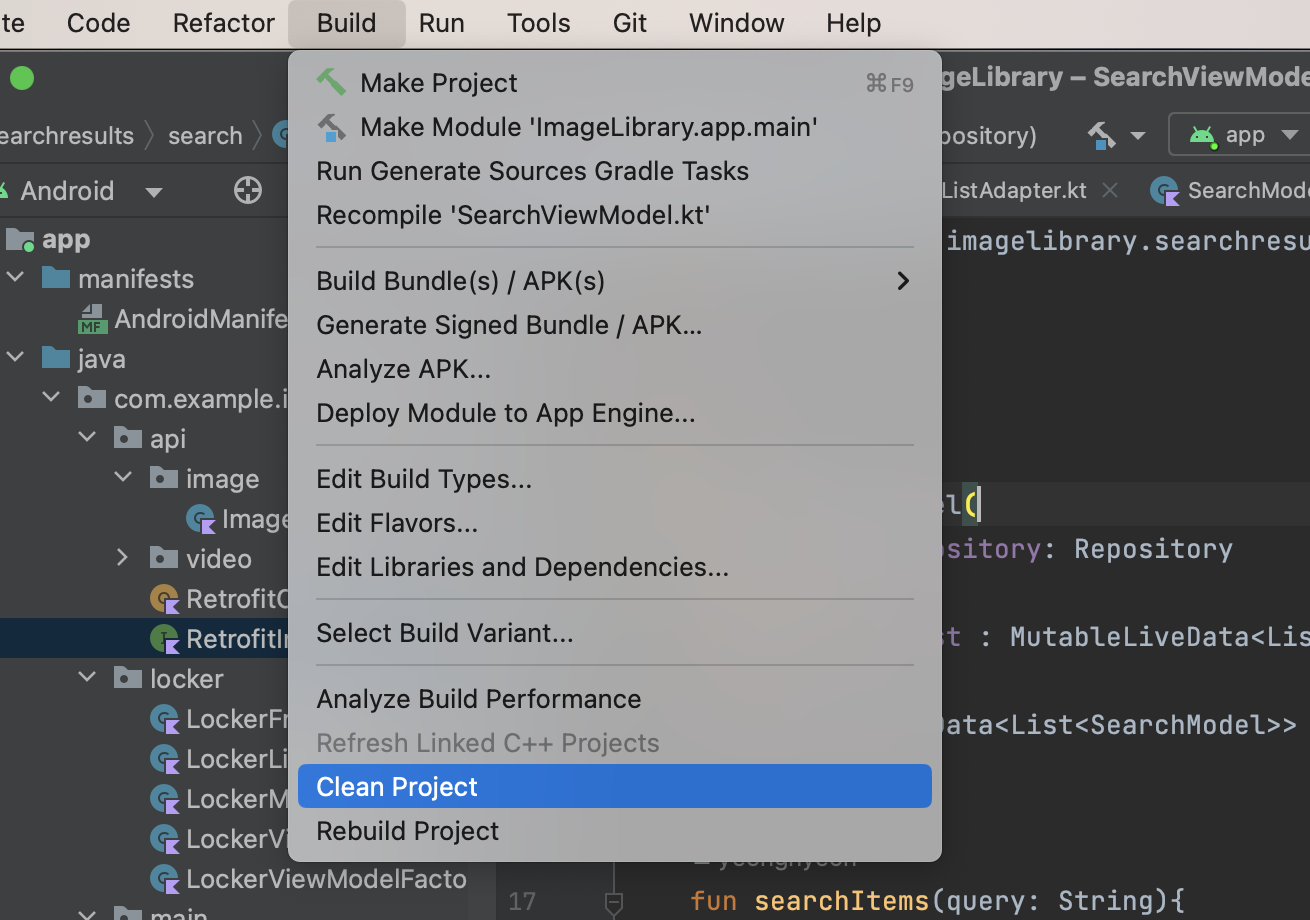 te Code Refactor Build Run Tools Git Window Help
geLibrary – SearchViewMode
earchresults search
pository) app
Android
ListAdapter.kt SearchMode
app
manifests
AndroidManife
java
com.example.i
api
image
Image
video
RetrofitC
RetrofitIn
locker
LockerFr
LockerLi
LockerM
LockerVi
LockerViewModelFacto
main
Make Project ⌘F9
Make Module 'ImageLibrary.app.main'
Run Generate Sources Gradle Tasks
Recompile 'SearchViewModel.kt'
Build Bundle(s) / APK(s)
Generate Signed Bundle / APK...
Analyze APK...
Deploy Module to App Engine...
Edit Build Types...
Edit Flavors...
Edit Libraries and Dependencies...
Select Build Variant...
Analyze Build Performance
Refresh Linked C++ Projects
Clean Project
Rebuild Project
imagelibrary.searchresu
el(
ository: Repository
st : MutableLiveData<Lis
Data<List<SearchModel>>
17 fun searchItems(query: String){